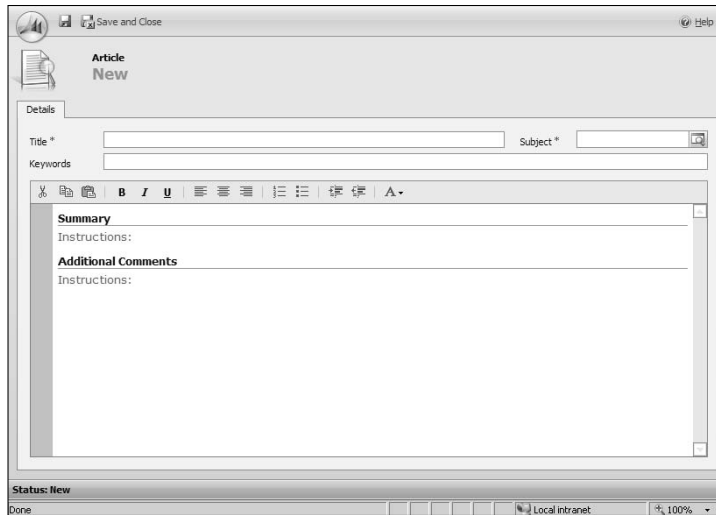 Save and Close
Help
Article
New
Details
Title *
Subject *
Keywords
B I U
A
Summary
Instructions:
Additional Comments
Instructions:
Status: New
Done
Local intranet
100%